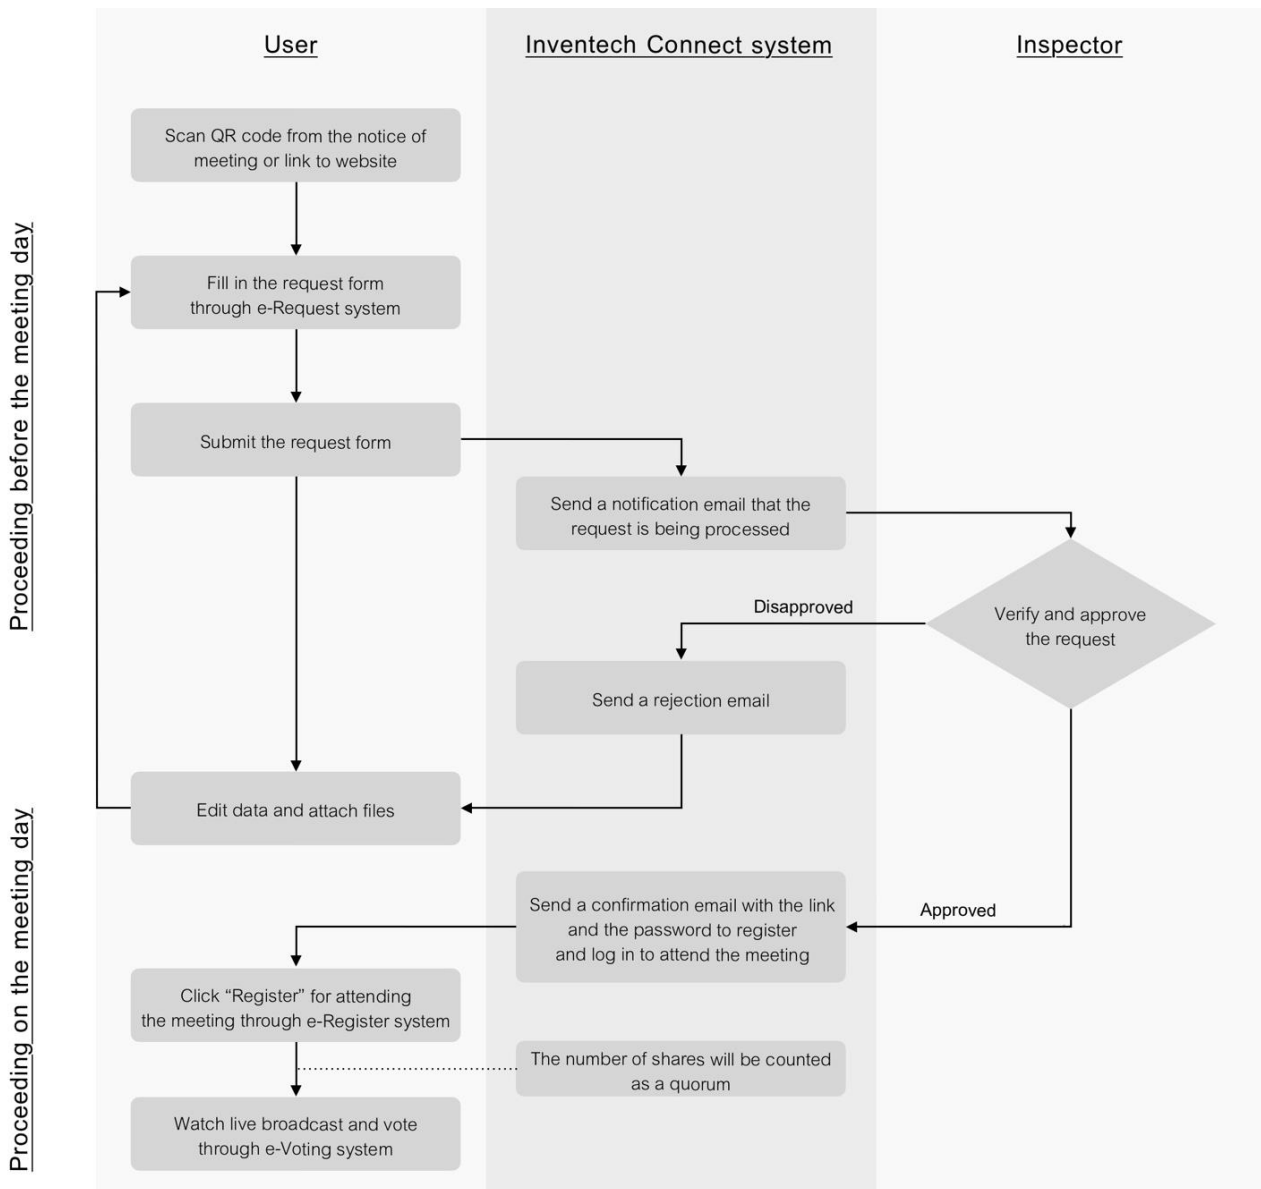 User
Inventech Connect system
Inspector
Proceeding before the meeting day
Scan QR code from the notice of
meeting or link to website
Fill in the request form
through e-Request system
Submit the request form
Send a notification email that the
request is being processed
Verify and approve
the request
Disapproved
Send a rejection email
Edit data and attach files
Proceeding on the meeting day
Approved
Send a confirmation email with the link
and the password to register
and log in to attend the meeting
Click “Register” for attending
the meeting through e-Register system
The number of shares will be counted
as a quorum
Watch live broadcast and vote
through e-Voting system